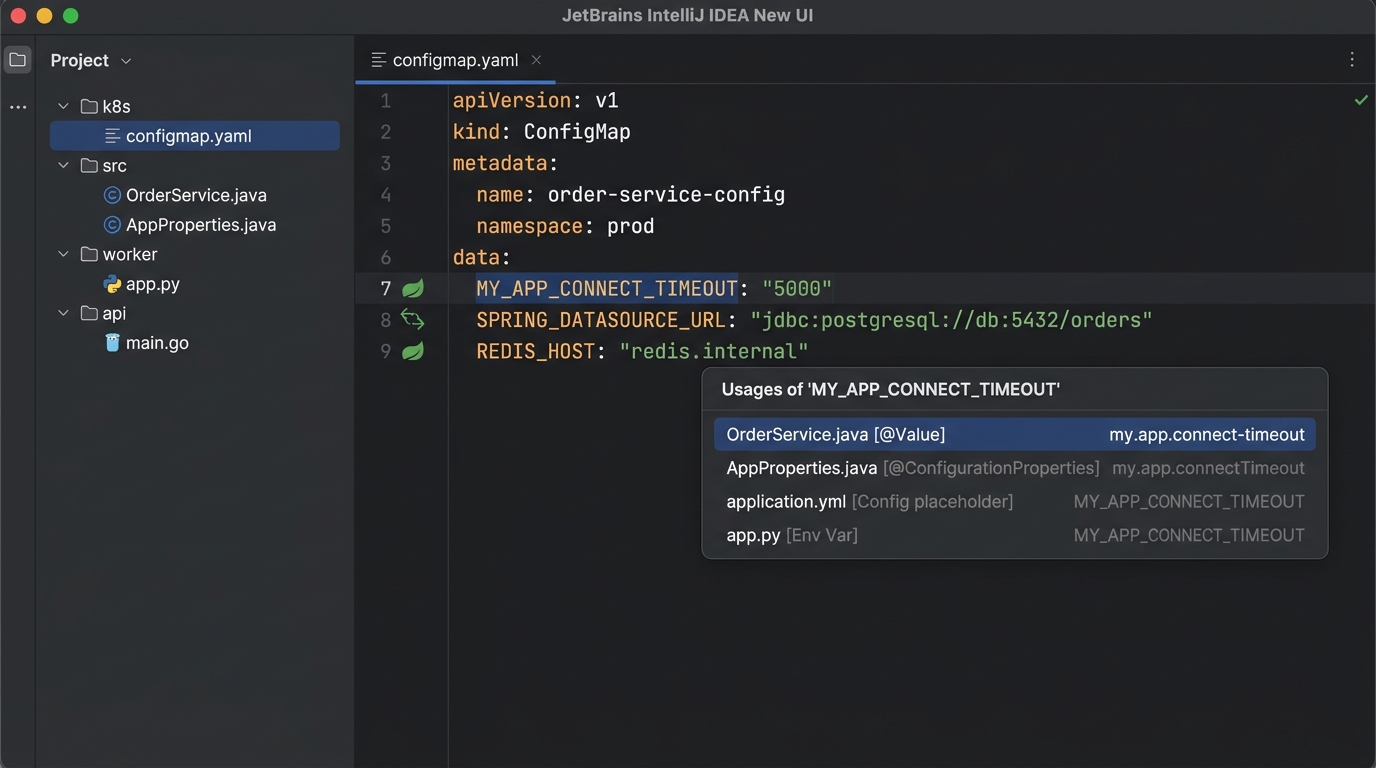 JetBrains IntelliJ IDEA New UI
Project
k8s
configmap.yaml
src
OrderService.java
AppProperties.java
worker
app.py
api
main.go
configmap.yaml
1 apiVersion: v1
2 kind: ConfigMap
3 metadata:
4 name: order-service-config
5 namespace: prod
6 data:
7 MY_APP_CONNECT_TIMEOUT: "5000"
8 SPRING_DATASOURCE_URL: "jdbc:postgresql://db:5432/orders"
9 REDIS_HOST: "redis.internal"
Usages of 'MY_APP_CONNECT_TIMEOUT'
OrderService.java [@Value] my.app.connect-timeout
AppProperties.java [@ConfigurationProperties] my.app.connectTimeout
application.yml [Config placeholder] MY_APP_CONNECT_TIMEOUT
app.py [Env Var] MY_APP_CONNECT_TIMEOUT